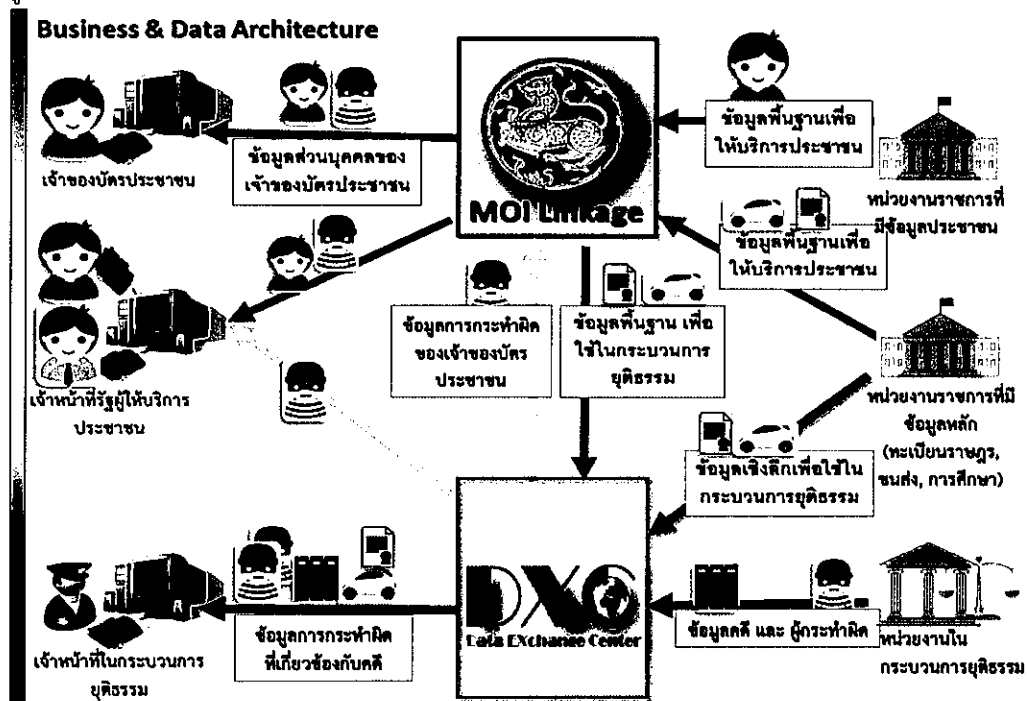 Business & Data Architecture
เจ้าของบัตรประชาชน
ข้อมูลส่วนบุคคลของ
เจ้าของบัตรประชาชน
MOI Linkage
ข้อมูลพื้นฐานเพื่อ
ให้บริการประชาชน
หน่วยงานราชการที่
มีข้อมูลประชาชน
ข้อมูลพื้นฐานเพื่อ
ให้บริการประชาชน
เจ้าหน้าที่รัฐผู้ให้บริการ
ประชาชน
ข้อมูลการกระทำผิด
ของเจ้าของบัตร
ประชาชน
ข้อมูลพื้นฐาน เพื่อ
ใช้ในกระบวนการ
ยุติธรรม
หน่วยงานราชการที่มี
ข้อมูลหลัก
(ทะเบียนราษฎร,
ขนส่ง, การศึกษา)
ข้อมูลเชิงลึกเพื่อใช้ใน
กระบวนการยุติธรรม
DXC
Data EXchange Center
เจ้าหน้าที่ในกระบวนการ
ยุติธรรม
ข้อมูลการกระทำผิด
ที่เกี่ยวข้องกับคดี
ข้อมูลคดี และ ผู้กระทำผิด
หน่วยงานใน
กระบวนการยุติธรรม